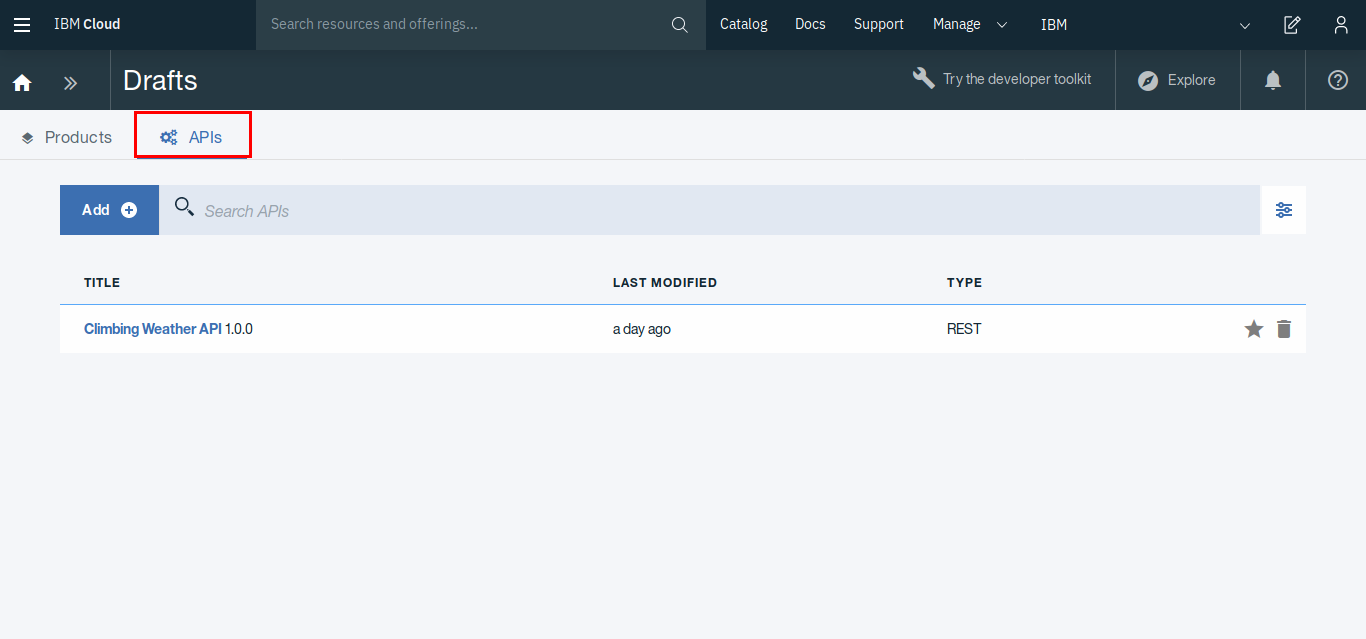 IBM Cloud Search resources and offerings... Catalog Docs Support Manage IBM
Drafts Try the developer toolkit Explore
Products APIs
Add Search APIs
TITLE LAST MODIFIED TYPE
Climbing Weather API 1.0.0 a day ago REST